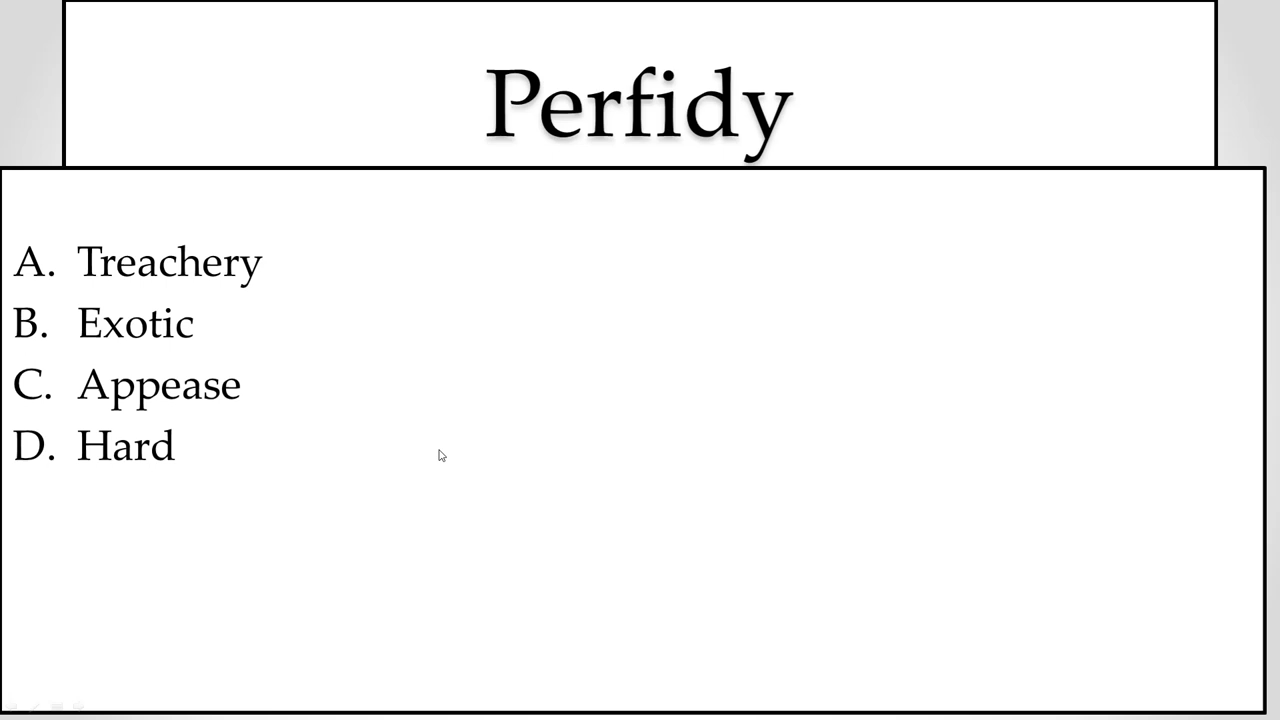 Perfidy
A. Treachery
B. Exotic
C. Appease
D. Hard